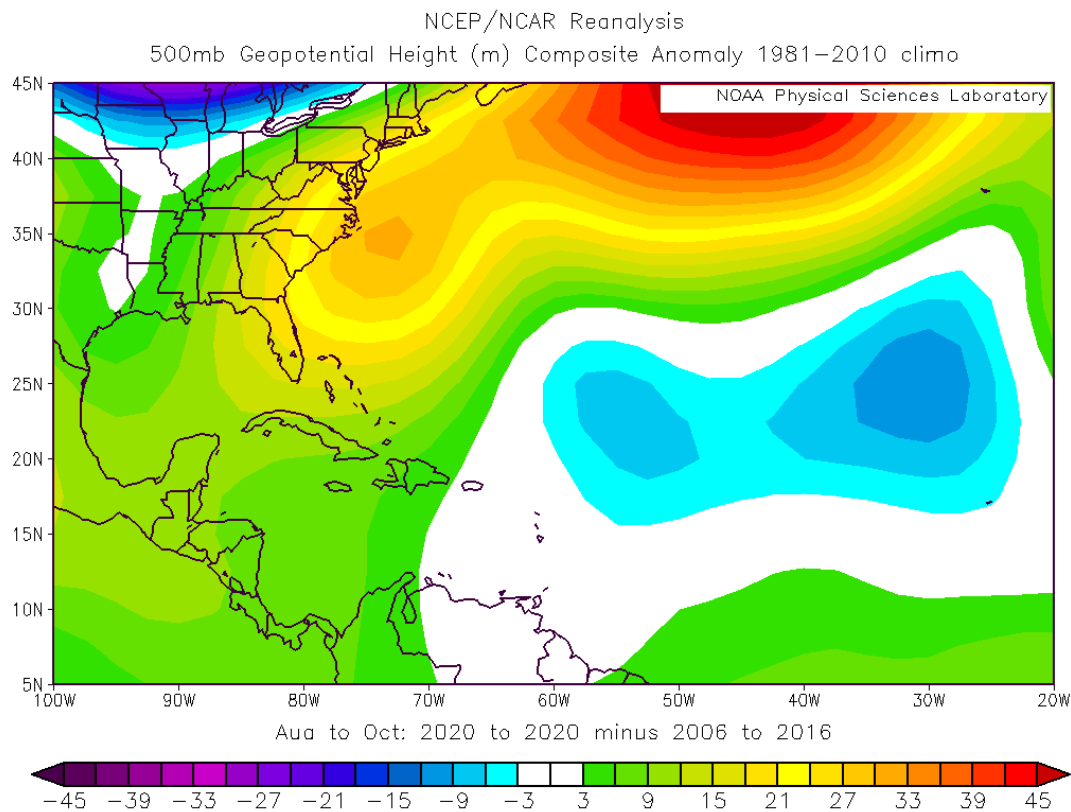 NCEP/NCAR Reanalysis
500mb Geopotential Height (m) Composite Anomaly 1981-2010 climo
NOAA Physical Sciences Laboratory
45N
40N
35N
30N
25N
20N
15N
10N
5N
100W 90W 80W 70W 60W 50W 40W 30W 20W
Aug to Oct: 2020 to 2020 minus 2006 to 2016
-45 -39 -33 -27 -21 -15 -9 -3 3 9 15 21 27 33 39 45